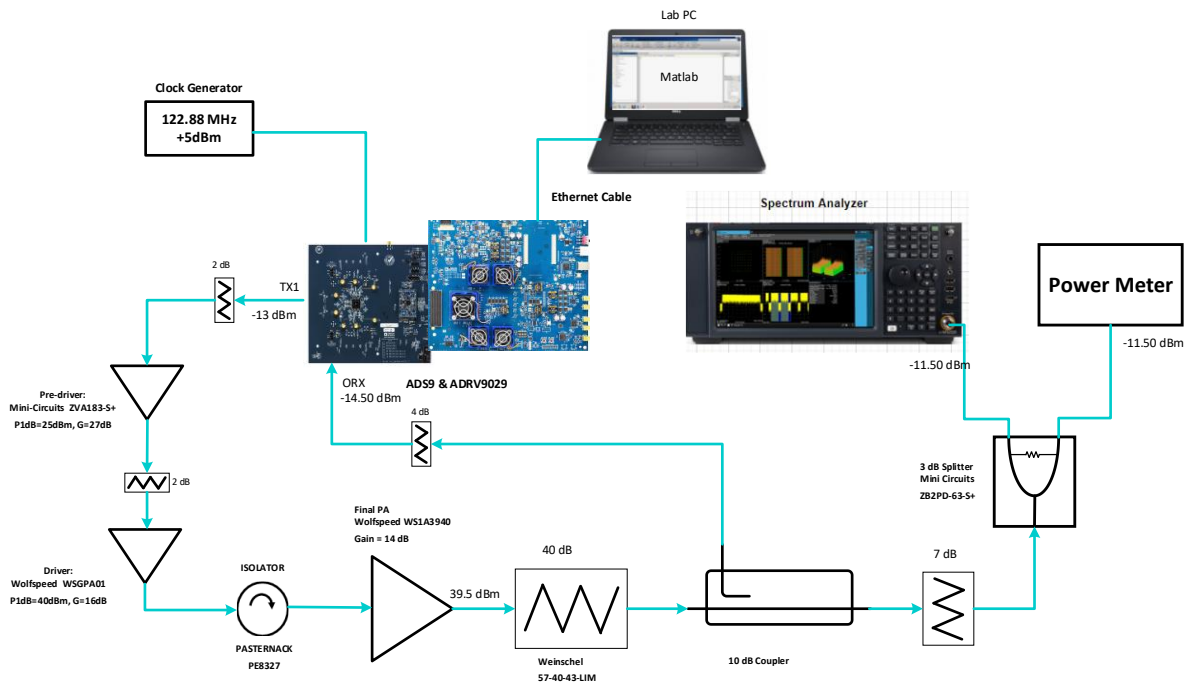 Lab PC
Matlab
Clock Generator
122.88 MHz
+5dBm
Ethernet Cable
Spectrum Analyzer
2 dB
TX1
-13 dBm
Power Meter
-11.50 dBm
-11.50 dBm
ORX
-14.50 dBm
ADS9 & ADRV9029
4 dB
Pre-driver:
Mini-Circuits ZVA183-S+
P1dB=25dBm, G=27dB
2 dB
3 dB Splitter
Mini Circuits
ZB2PD-63-S+
Final PA
Wolfspeed WS1A3940
Gain = 14 dB
40 dB
7 dB
Driver:
Wolfspeed WSGPA01
P1dB=40dBm, G=16dB
ISOLATOR
39.5 dBm
PASTERNACK
PE8327
Weinschel
57-40-43-LIM
10 dB Coupler